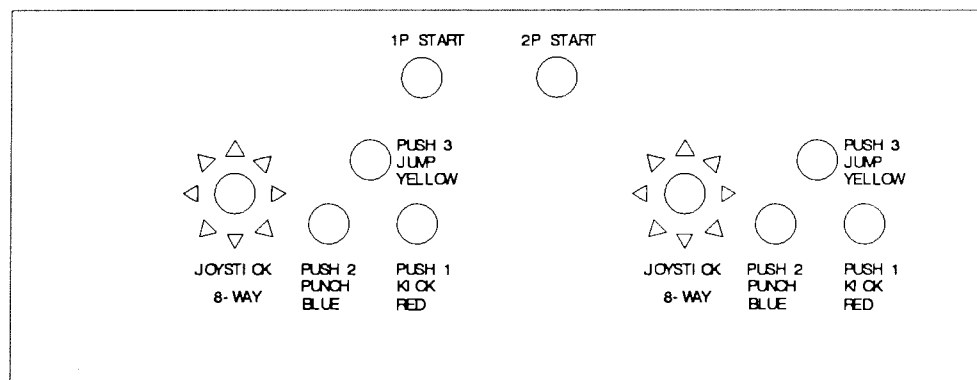 1P START
2P START
PUSH 3
JUMP
YELLOW
PUSH 3
JUMP
YELLOW
JOYSTICK
8-WAY
PUSH 2
PUNCH
BLUE
PUSH 1
KICK
RED
JOYSTICK
8-WAY
PUSH 2
PUNCH
BLUE
PUSH 1
KICK
RED